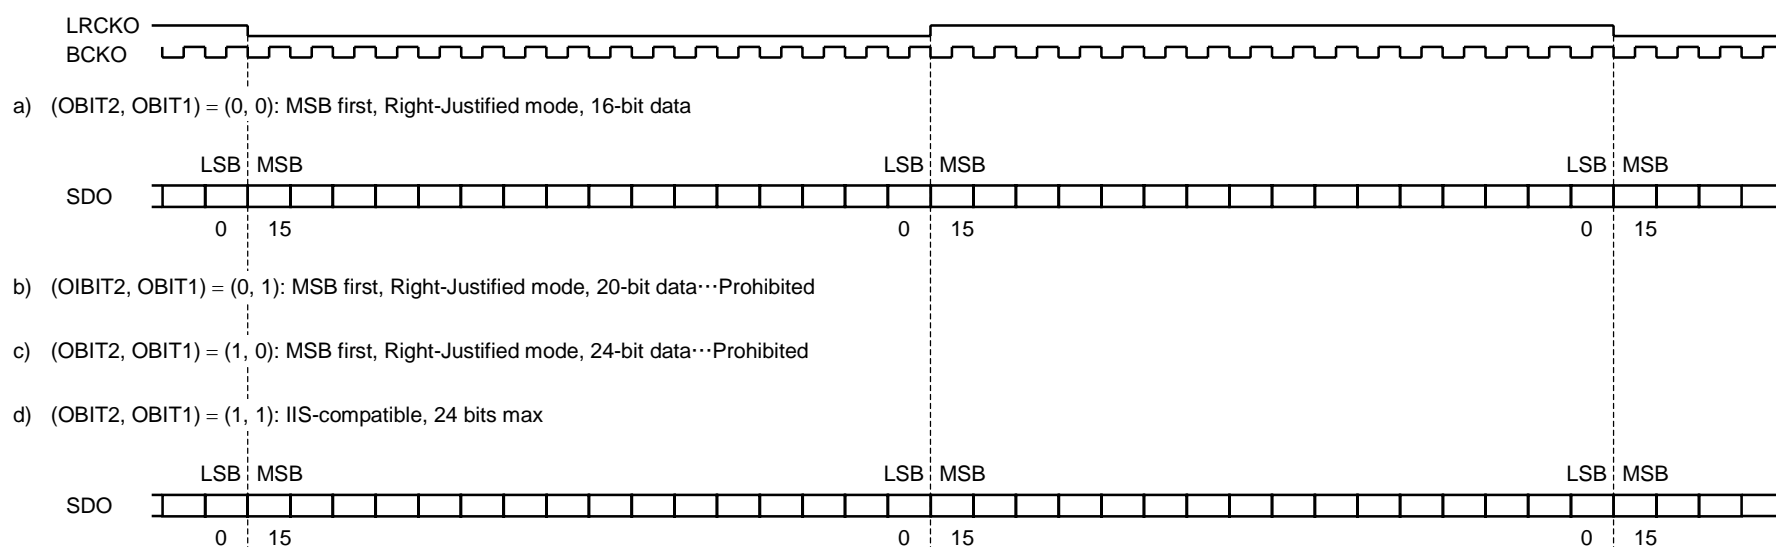 LRCKO
BCKO
a) (OBIT2, OBIT1) = (0, 0): MSB first, Right-Justified mode, 16-bit data
LSB MSB LSB MSB LSB MSB
SDO
0 15 0 15 0 15
b) (OIBIT2, OBIT1) = (0, 1): MSB first, Right-Justified mode, 20-bit data···Prohibited
c) (OBIT2, OBIT1) = (1, 0): MSB first, Right-Justified mode, 24-bit data···Prohibited
d) (OBIT2, OBIT1) = (1, 1): IIS-compatible, 24 bits max
LSB MSB LSB MSB LSB MSB
SDO
0 15 0 15 0 15